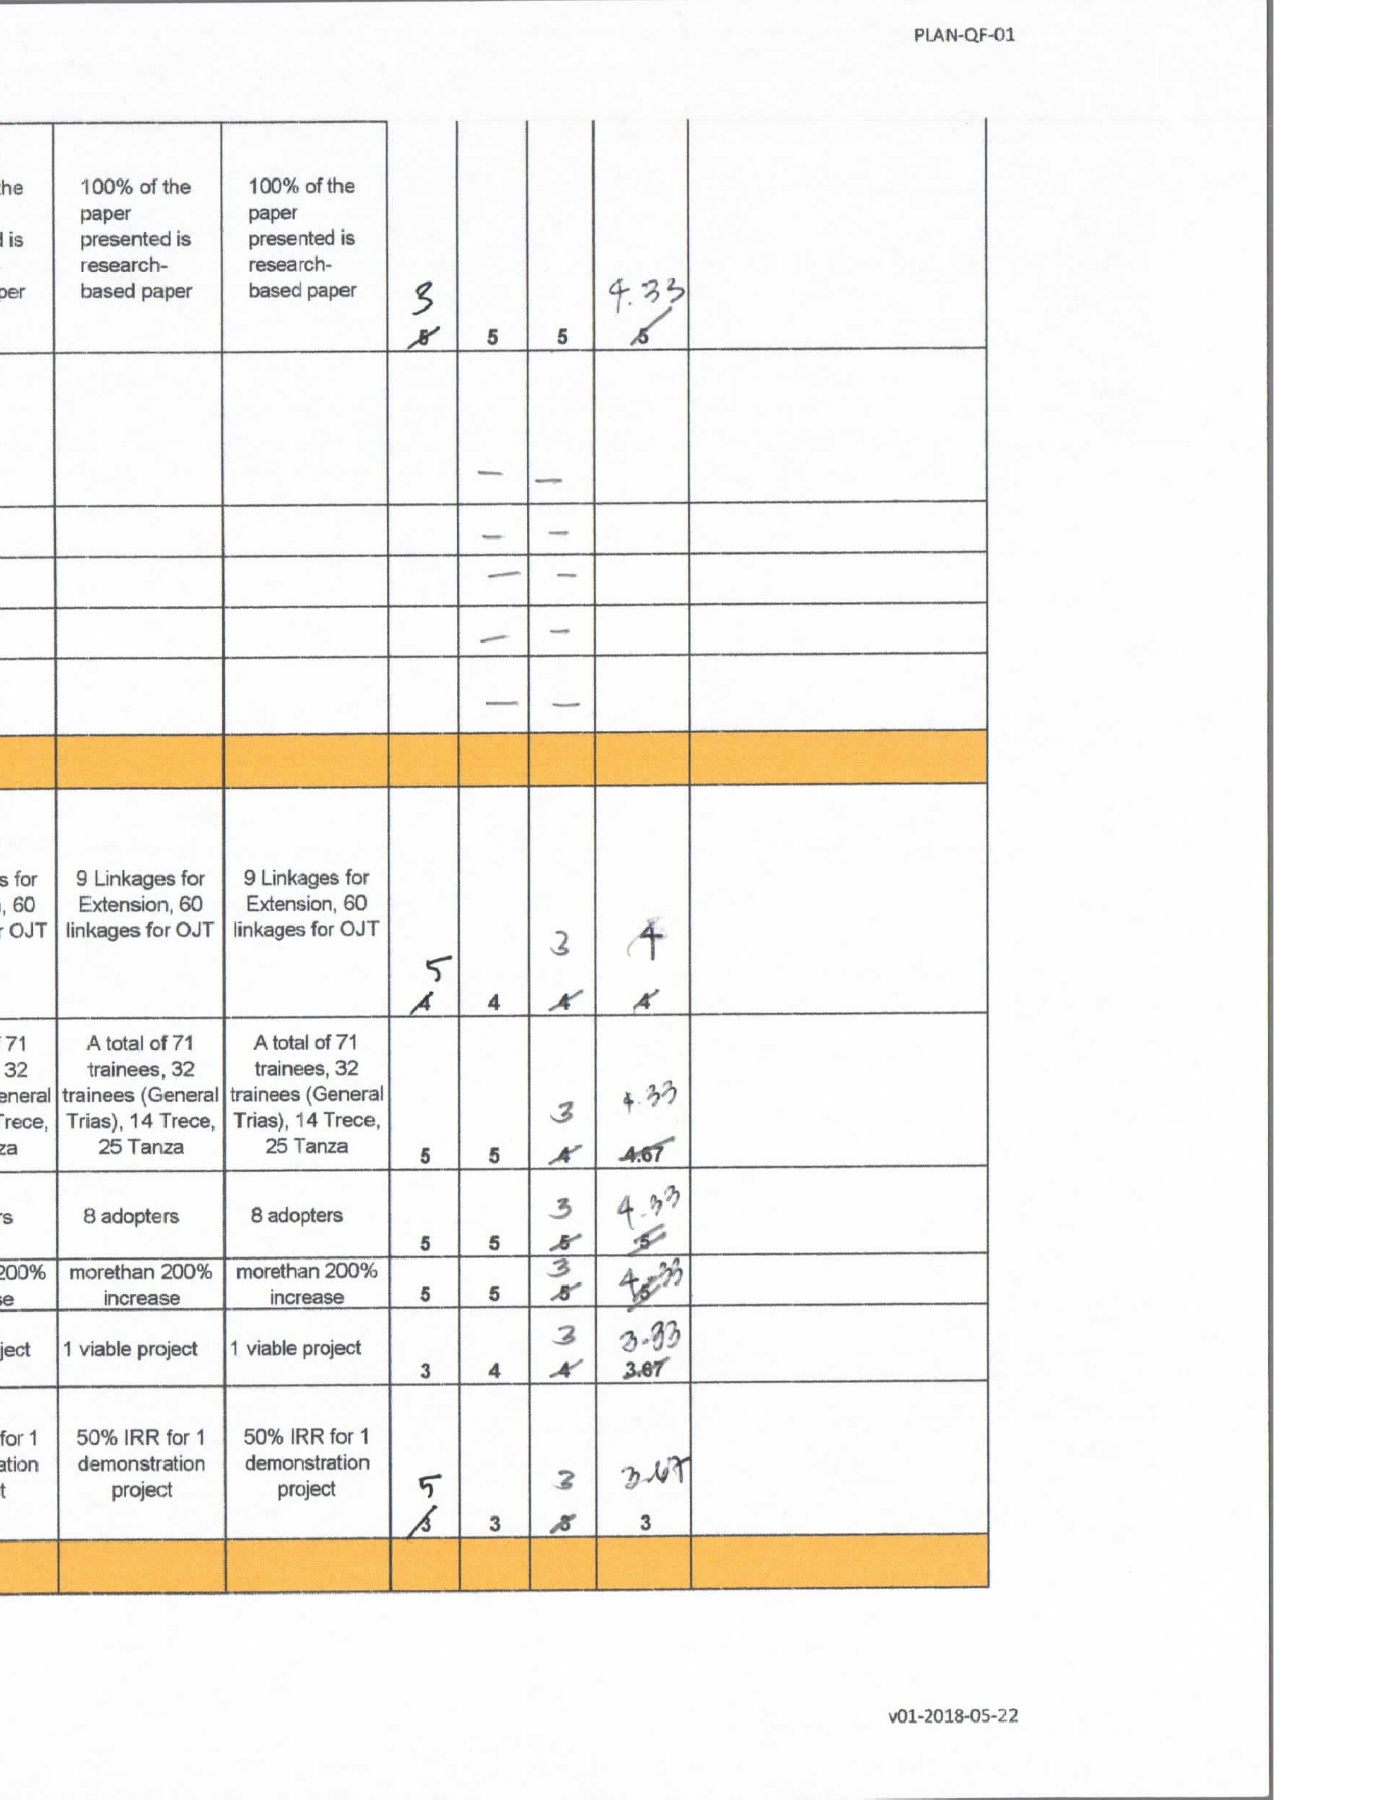 PLAN-QF-01
he
100% of the
100% of the
paper
paper
is
presented is
presented is
research-
research-
per
based paper
based paper
3
4.33
5 5 5 5
— —
— —
— —
— —
— —
s for
9 Linkages for
9 Linkages for
, 60
Extension, 60
Extension, 60
OJT
linkages for OJT
linkages for OJT
5 3 4
4 4 4 4
71
A total of 71
A total of 71
32
trainees, 32
trainees, 32
eneral
trainees (General
trainees (General
rece,
Trias), 14 Trece,
Trias), 14 Trece,
za
25 Tanza
25 Tanza
3 4.33
5 5 4 4.67
rs
8 adopters
8 adopters
3 4.33
5 5 5 5
200%
morethan 200%
morethan 200%
se
increase
increase
3 4.33
5 5 5 5
ject
1 viable project
1 viable project
3 3.33
3 4 4 3.67
for 1
50% IRR for 1
50% IRR for 1
ation
demonstration
demonstration
t
project
project
5 3 3.67
3 3 3 3
v01-2018-05-22